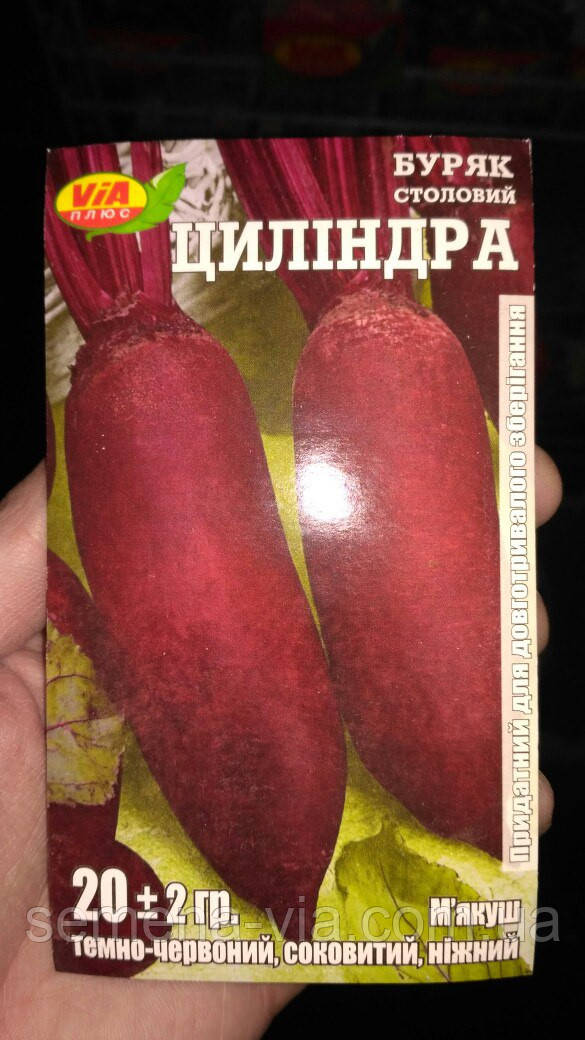 БУРЯК
СТОЛОВИЙ
ViA
ПЛЮС
ЦИЛІНДРА
Придатний для довготривалого зберігання
20 ± 2 гр.
М'якуш
semena-via.com.ua
темно-червоний, соковитий, ніжний